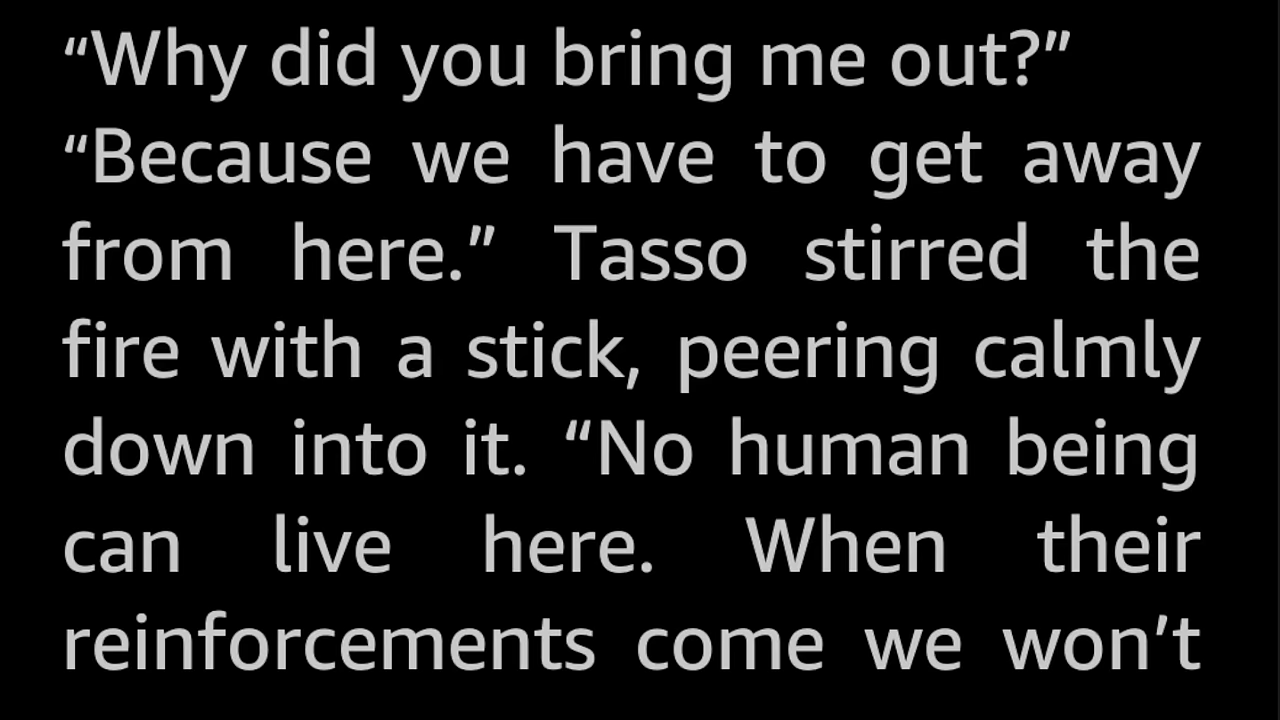 “Why did you bring me out?”
“Because we have to get away
from here.” Tasso stirred the
fire with a stick, peering calmly
down into it. “No human being
can live here. When their
reinforcements come we won’t